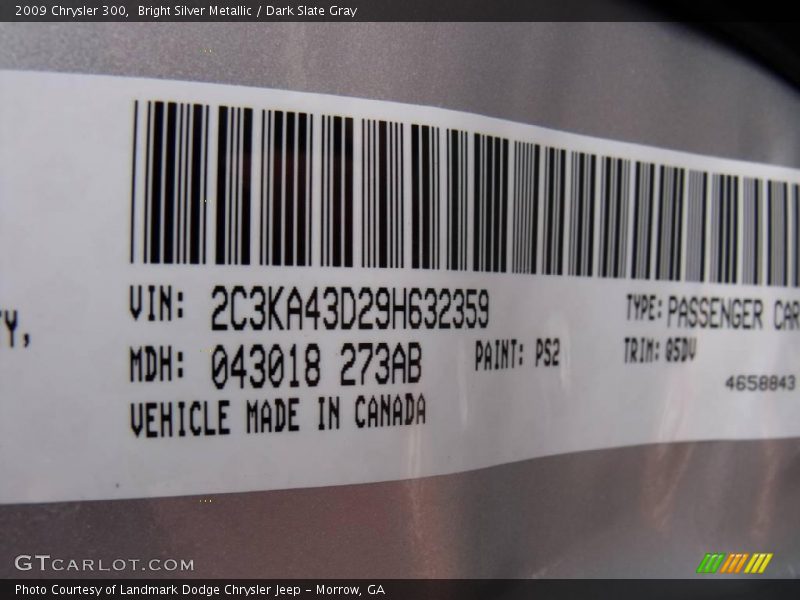 2009 Chrysler 300,  Bright Silver Metallic / Dark Slate Gray
VIN: 2C3KA43D29H632359 TYPE: PASSENGER CAR
TY,
MDH: 043018 273AB PAINT: PS2 TRIM: Q5DV
4658843
VEHICLE MADE IN CANADA
GTCARLOT.COM
Photo Courtesy of Landmark Dodge Chrysler Jeep - Morrow, GA